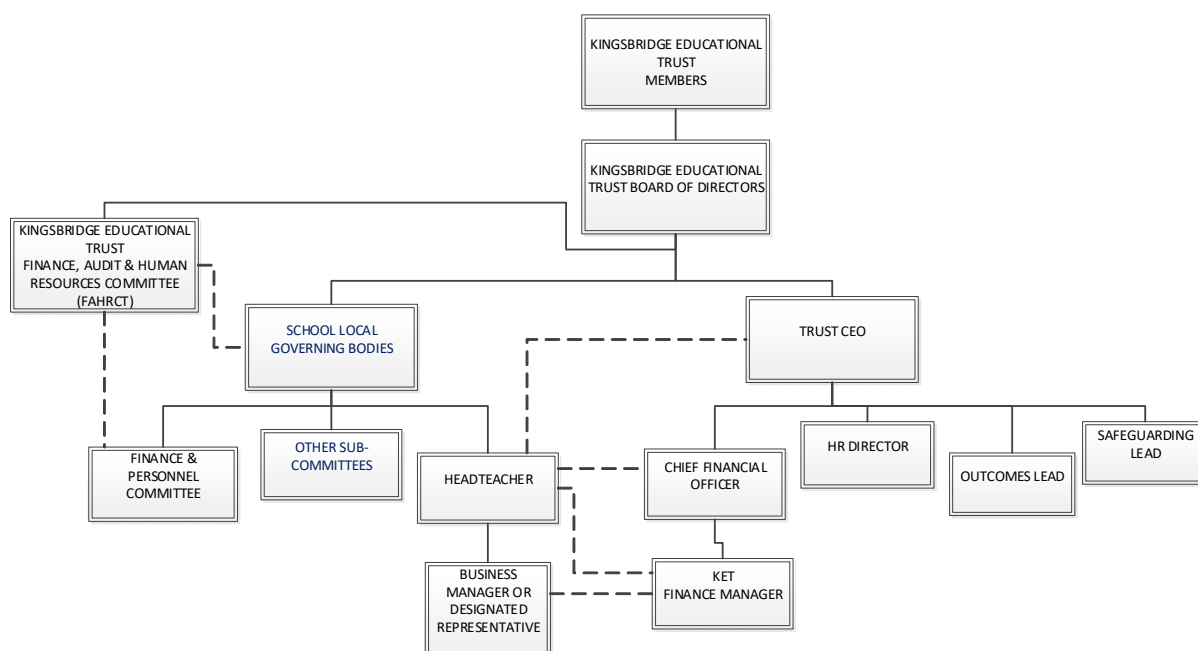 KINGSBRIDGE EDUCATIONAL
TRUST
MEMBERS
KINGSBRIDGE EDUCATIONAL
TRUST BOARD OF DIRECTORS
KINGSBRIDGE EDUCATIONAL
TRUST
FINANCE, AUDIT & HUMAN
RESOURCES COMMITTEE
(FAHRCT)
SCHOOL LOCAL
GOVERNING BODIES
TRUST CEO
FINANCE &
PERSONNEL
COMMITTEE
OTHER SUB-
COMMITTEES
HEADTEACHER
CHIEF FINANCIAL
OFFICER
HR DIRECTOR
OUTCOMES LEAD
SAFEGUARDING
LEAD
BUSINESS
MANAGER OR
DESIGNATED
REPRESENTATIVE
KET
FINANCE MANAGER